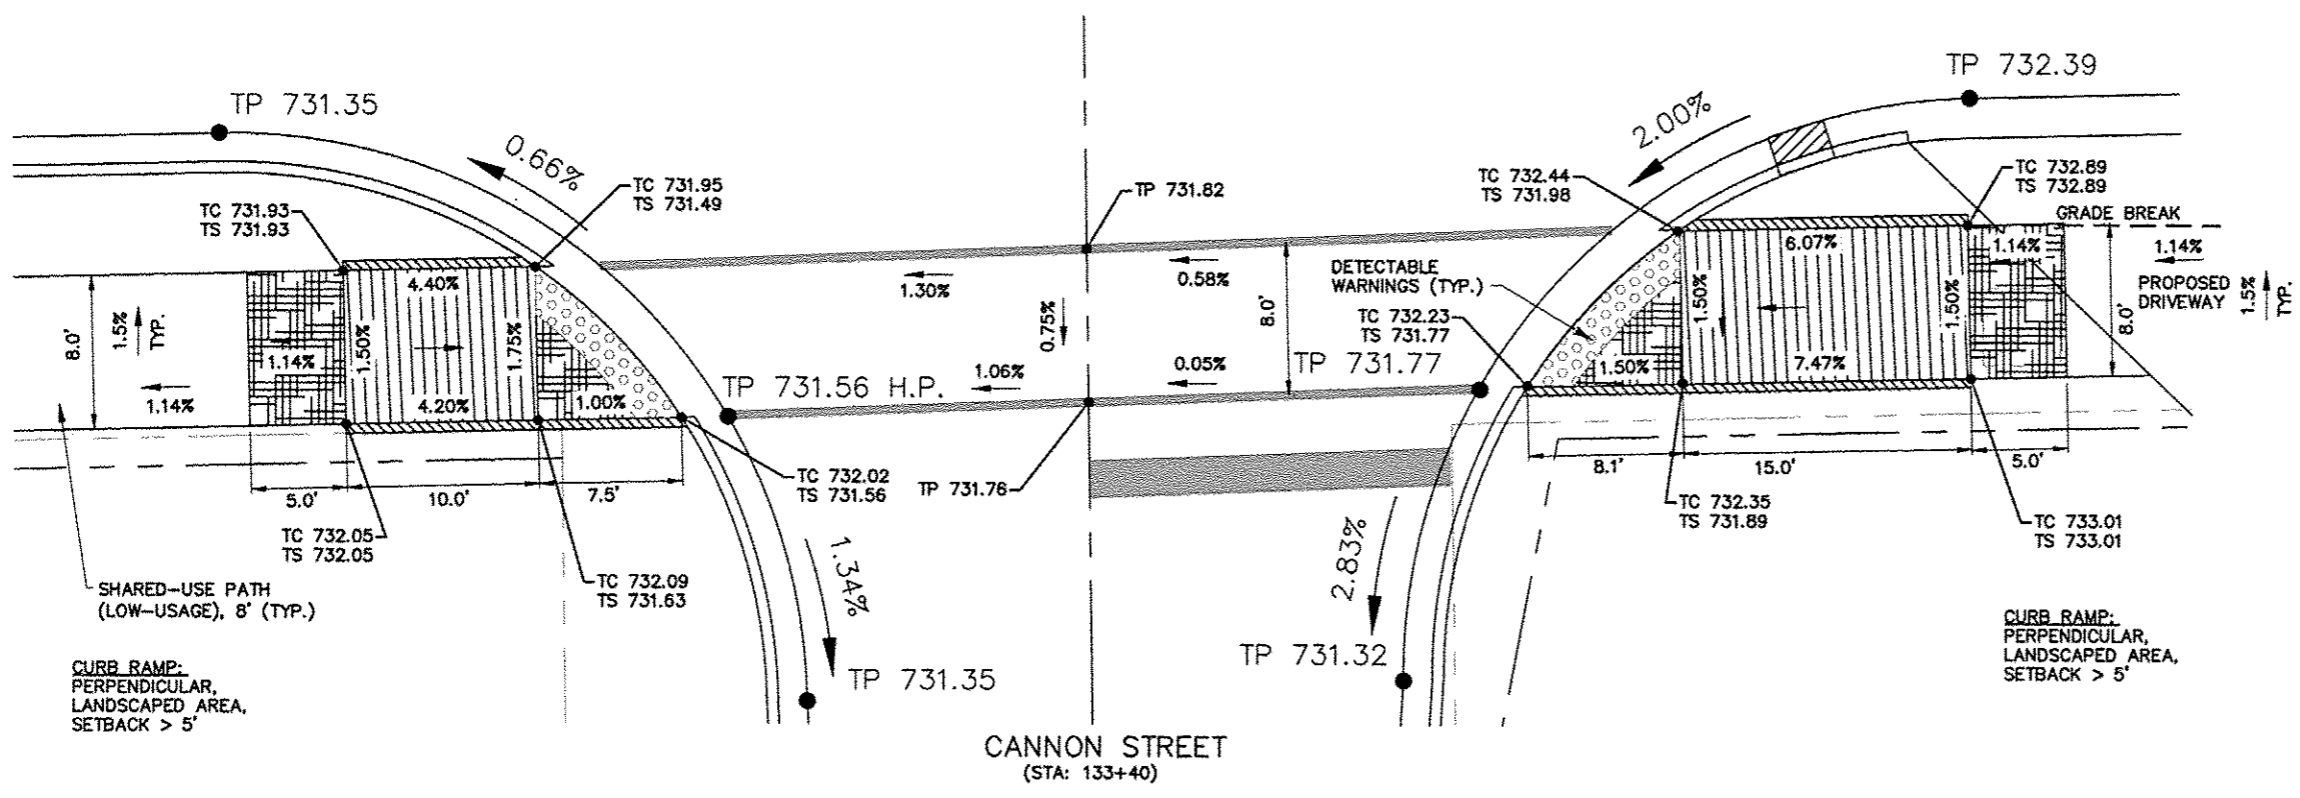 TP 732.39
TP 731.35
2.00%
0.66%
TC 731.95
TS 731.49
TP 731.82
TC 732.44
TS 731.98
TC 732.89
TS 732.89
TC 731.93
TS 731.93
GRADE BREAK
1.14%
1.14%
PROPOSED
DRIVEWAY
1.5%
TYP.
8.0'
6.07%
1.50%
1.50%
7.47%
DETECTABLE
WARNINGS (TYP.)
TC 732.23
TS 731.77
TP 731.77
1.50%
8.0'
0.58%
1.30%
0.75%
0.05%
1.06%
TP 731.56 H.P.
4.40%
1.50%
1.75%
4.20%
1.00%
8.0'
1.5%
TYP.
1.14%
1.14%
5.0'
10.0'
7.5'
TC 732.02
TS 731.56
TP 731.76
8.1'
15.0'
5.0'
TC 732.35
TS 731.89
TC 733.01
TS 733.01
TC 732.05
TS 732.05
TC 732.09
TS 731.63
1.34%
2.83%
SHARED-USE PATH
(LOW-USAGE), 8' (TYP.)
TP 731.35
TP 731.32
CURB RAMP:
PERPENDICULAR,
LANDSCAPED AREA,
SETBACK > 5'
CURB RAMP:
PERPENDICULAR,
LANDSCAPED AREA,
SETBACK > 5'
CANNON STREET
(STA: 133+40)